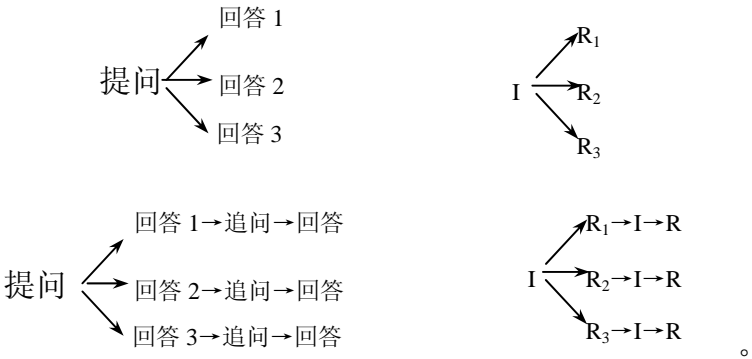 回答 1
提问
回答 2
回答 3
I
R₁
R₂
R₃
回答 1→追问→回答
提问
回答 2→追问→回答
回答 3→追问→回答
I
R₁→I→R
R₂→I→R
R₃→I→R
。